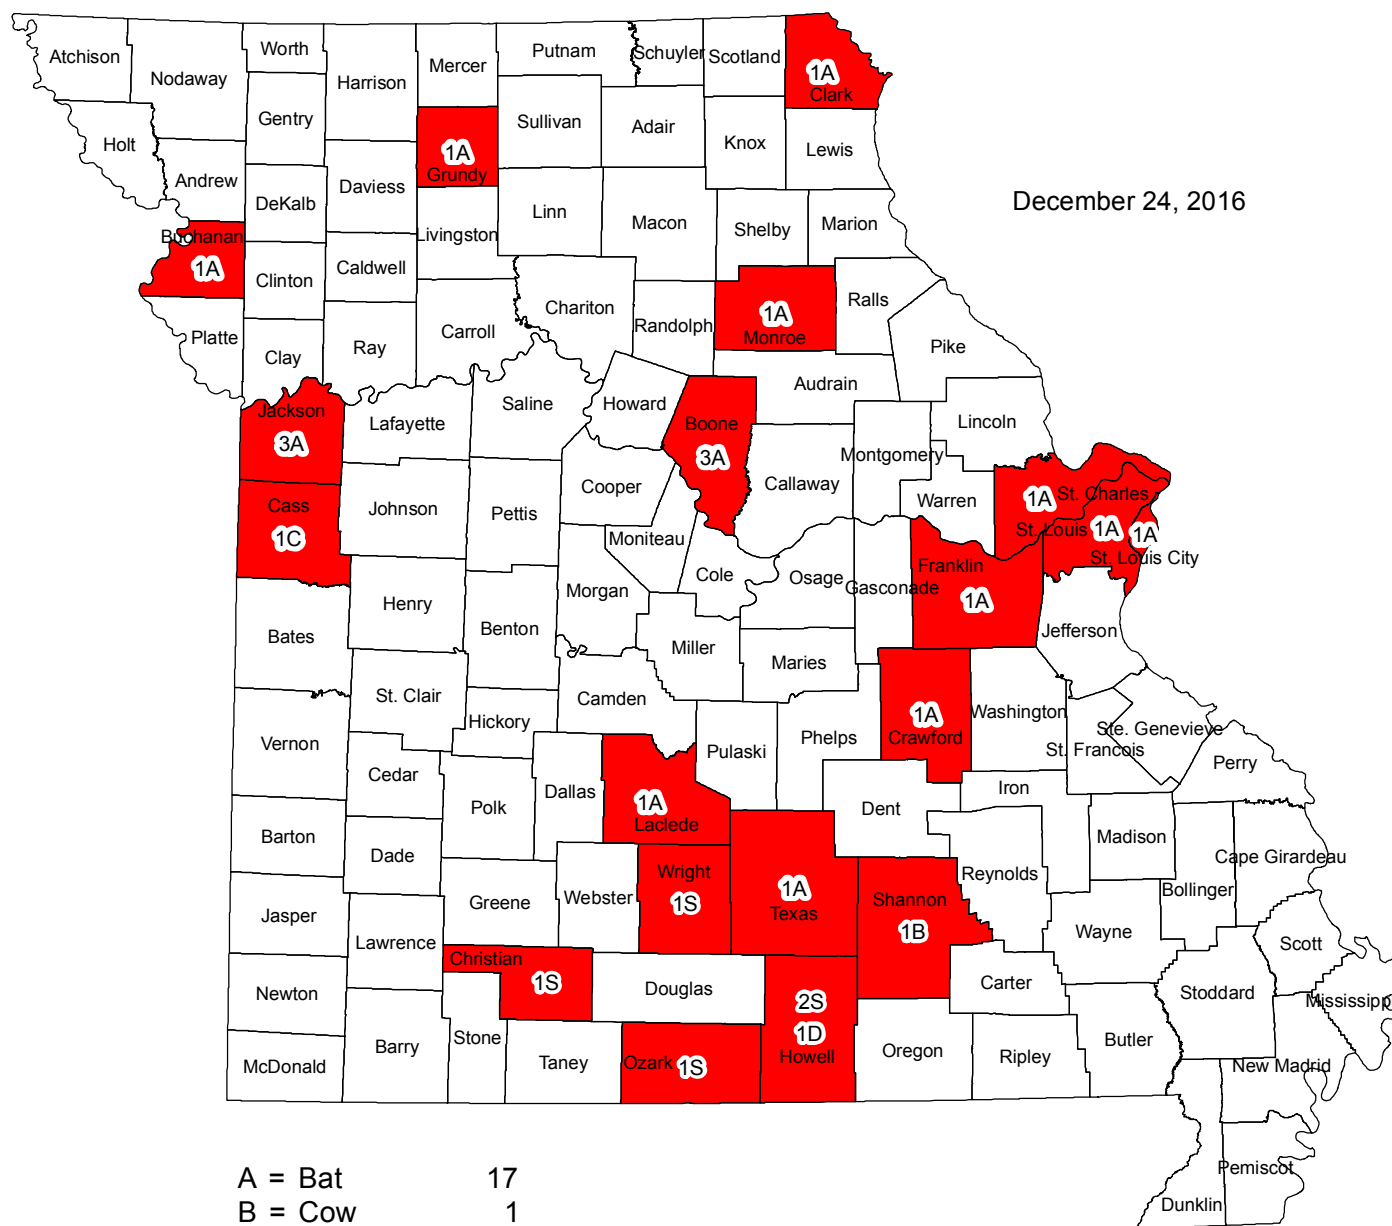 Atchison
Nodaway
Worth
Harrison
Mercer
Putnam
Schuyler
Scotland
1A
Clark
Holt
Gentry
Sullivan
Adair
Knox
Lewis
1A
Grundy
Andrew
DeKalb
Daviess
Linn
Macon
Shelby
Marion
December 24, 2016
Buchanan
1A
Clinton
Caldwell
Livingston
Chariton
Randolph
1A
Monroe
Ralls
Pike
Platte
Clay
Ray
Carroll
Audrain
Jackson
3A
Lafayette
Saline
Howard
Boone
3A
Callaway
Montgomery
Lincoln
Warren
1A
St. Charles
St. Louis
1A
1A
St. Louis City
Cass
1C
Johnson
Pettis
Cooper
Moniteau
Cole
Osage
Gasconade
Franklin
1A
Jefferson
Bates
Henry
Benton
Morgan
Miller
Maries
St. Clair
Hickory
Camden
Pulaski
Phelps
1A
Crawford
Washington
St. Francois
Ste. Genevieve
Perry
Vernon
Cedar
Polk
Dallas
1A
Laclede
Dent
Iron
Madison
Barton
Dade
Greene
Webster
Wright
1S
1A
Texas
Shannon
1B
Reynolds
Bollinger
Cape Girardeau
Jasper
Lawrence
Christian
1S
Douglas
2S
1D
Howell
Carter
Wayne
Stoddard
Scott
Mississipp
Newton
McDonald
Barry
Stone
Taney
Ozark
1S
Oregon
Ripley
Butler
New Madrid
Pemiscot
Dunklin
A = Bat 17
B = Cow 1